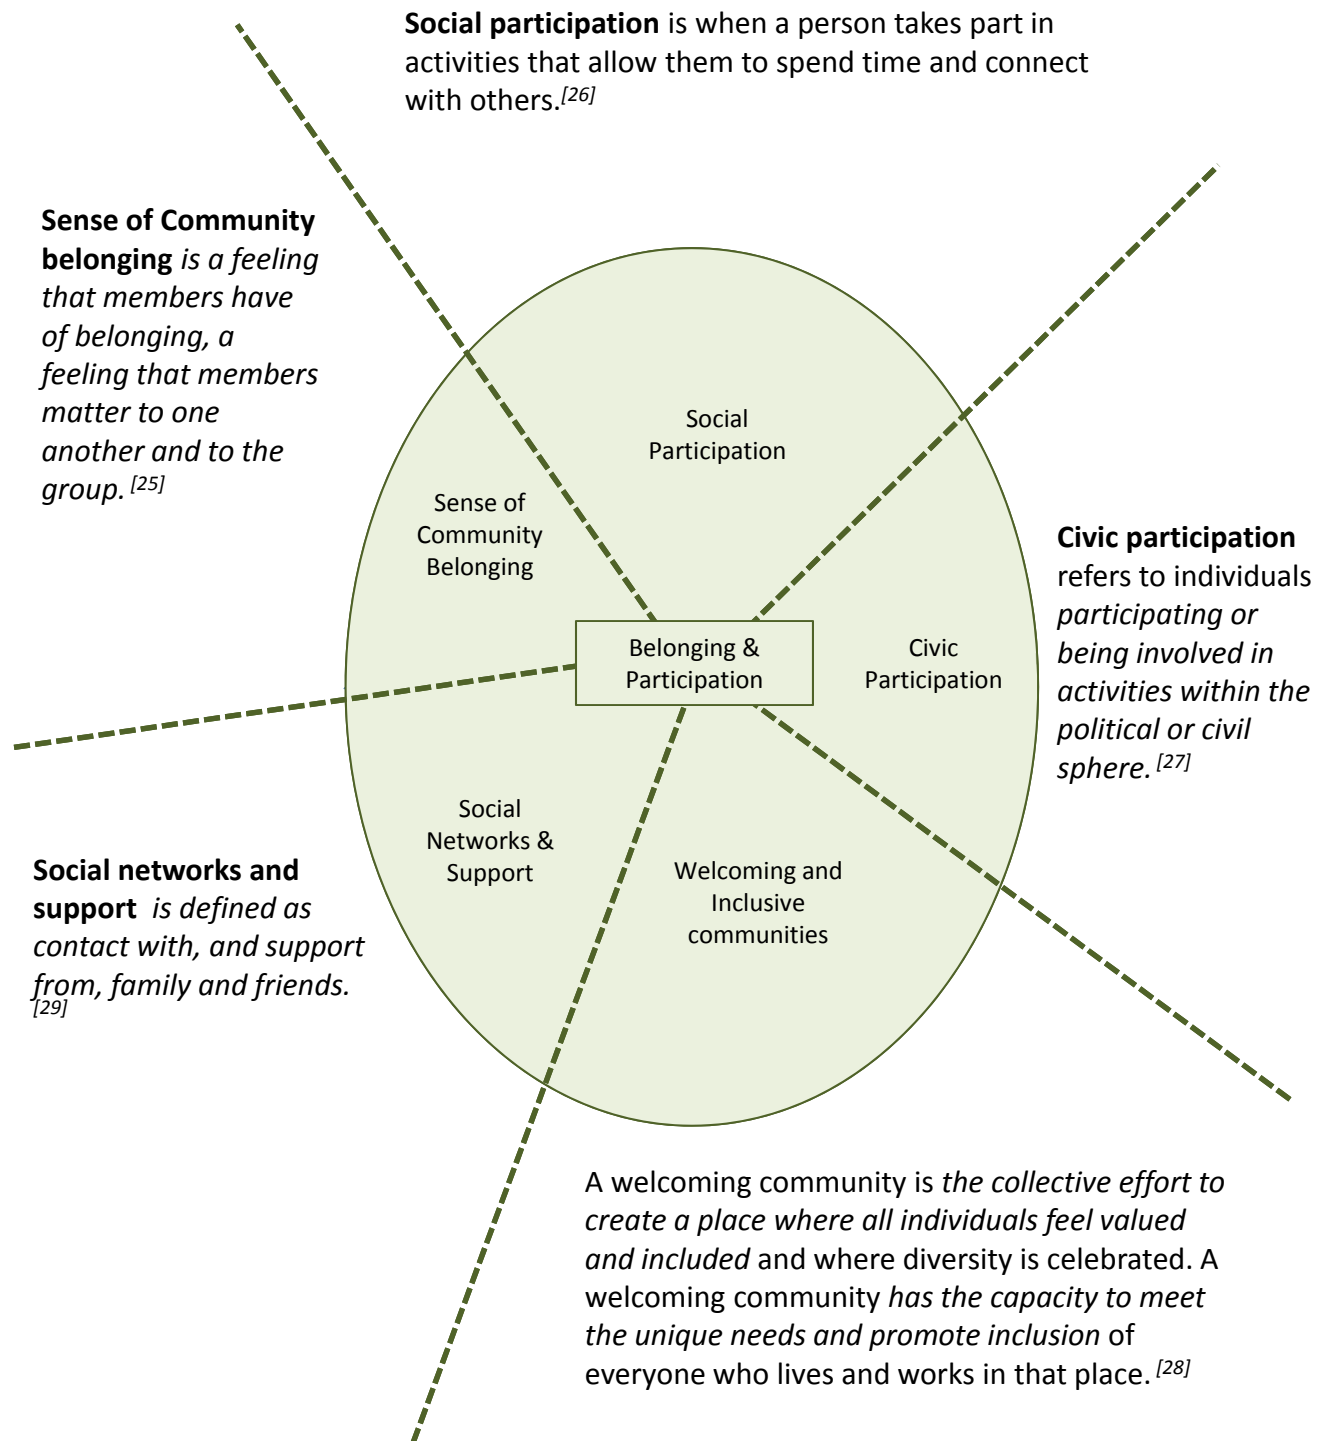 Social participation is when a person takes part in
activities that allow them to spend time and connect
with others.[26]
Sense of Community
belonging is a feeling
that members have
of belonging, a
feeling that members
matter to one
another and to the
group. [25]
Social
Participation
Sense of
Community
Belonging
Civic participation
refers to individuals
participating or
being involved in
activities within the
political or civil
sphere. [27]
Belonging &
Participation
Civic
Participation
Social
Networks &
Support
Social networks and
support is defined as
contact with, and support
from, family and friends.
[29]
Welcoming and
Inclusive
communities
A welcoming community is the collective effort to
create a place where all individuals feel valued
and included and where diversity is celebrated. A
welcoming community has the capacity to meet
the unique needs and promote inclusion of
everyone who lives and works in that place. [28]